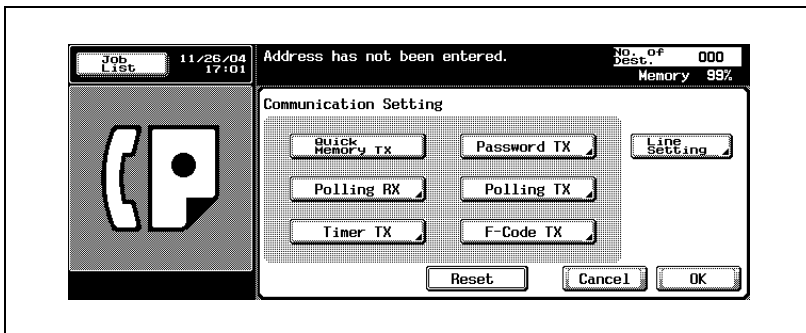 Job List
11/26/04
17:01
Address has not been entered.
No. of Dest.
000
Memory 99%
Communication Setting
Quick Memory TX
Password TX
Line Setting
Polling RX
Polling TX
Timer TX
F-Code TX
Reset
Cancel
OK